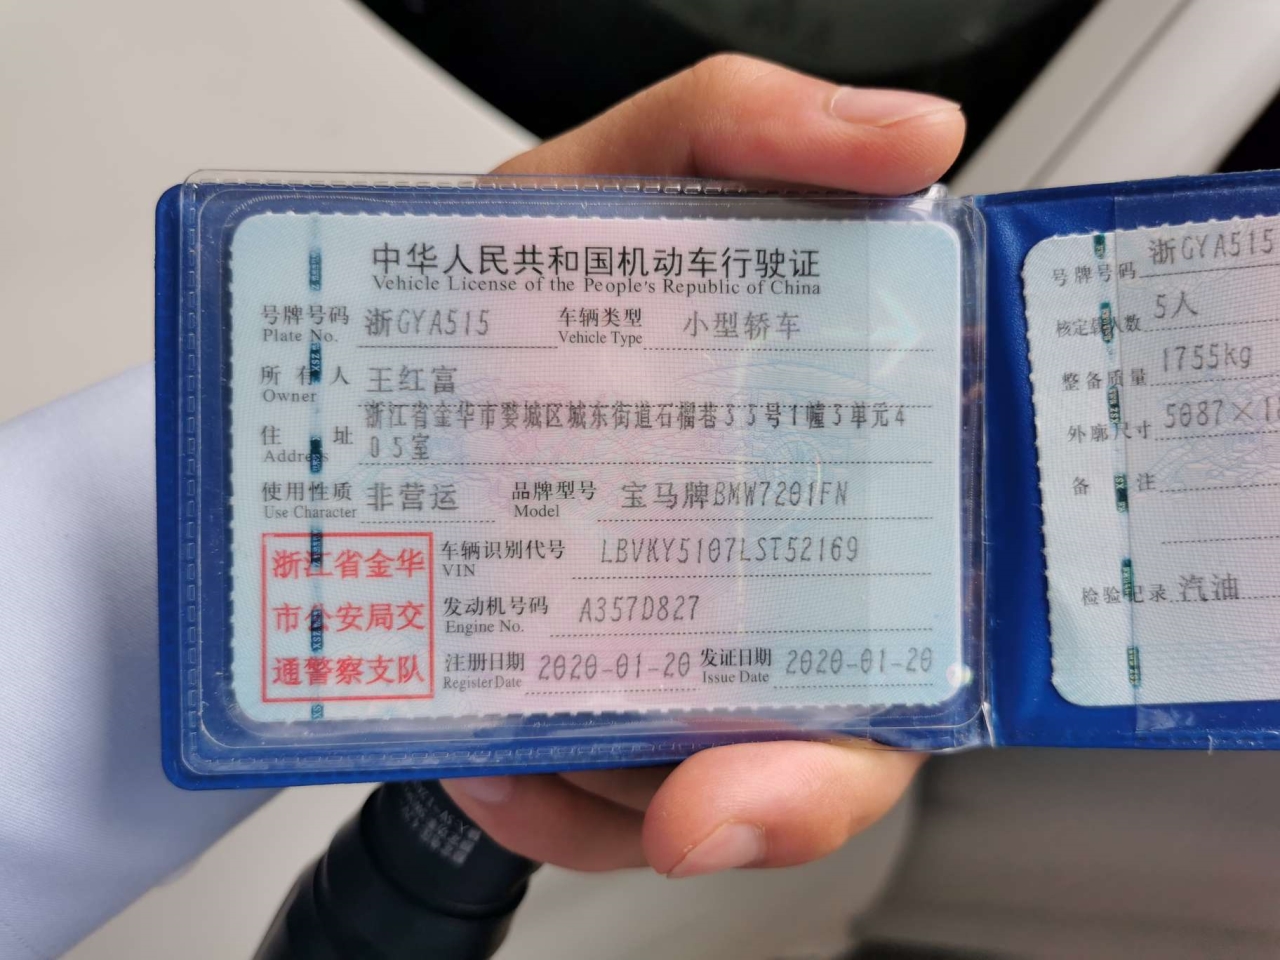 中华人民共和国机动车行驶证
Vehicle License of the People's Republic of China
号牌号码 浙GYA515 车辆类型 小型轿车
Plate No. Vehicle Type
所有人 王红富
Owner
住址 浙江省金华市婺城区城东街道石榴巷33号1幢3单元4
Address 05室
使用性质 非营运 品牌型号 宝马牌BMW7201FN
Use Character Model
车辆识别代号 LBVKY5107LST52169
VIN
发动机号码 A357D827
Engine No.
注册日期 2020-01-20 发证日期 2020-01-20
Register Date Issue Date
浙江省金华
市公安局交
通警察支队
号牌号码 浙GYA515
核定载人数 5人
整备质量 1755kg
外廓尺寸 5087×1
备注
检验记录 汽油